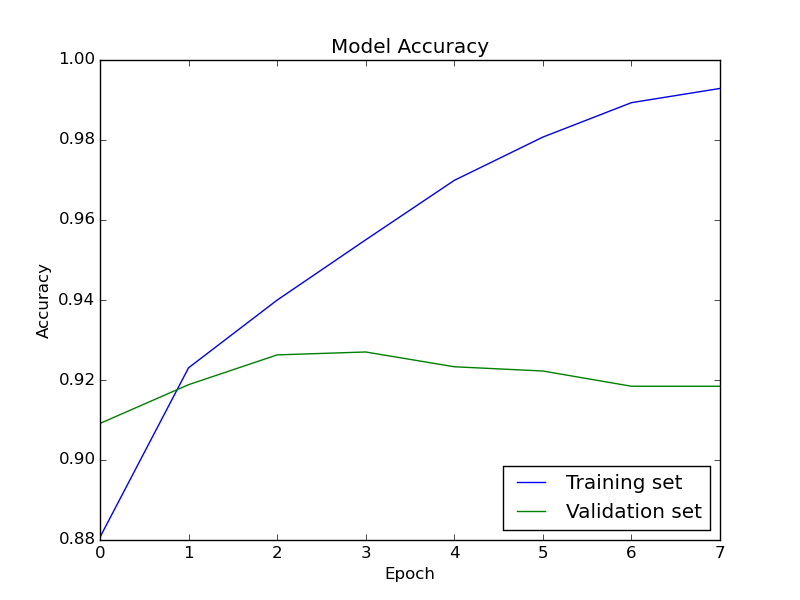 Model Accuracy
1.00
0.98
0.96
0.94
0.92
0.90
0.88
Accuracy
0 1 2 3 4 5 6 7
Epoch
Training set
Validation set